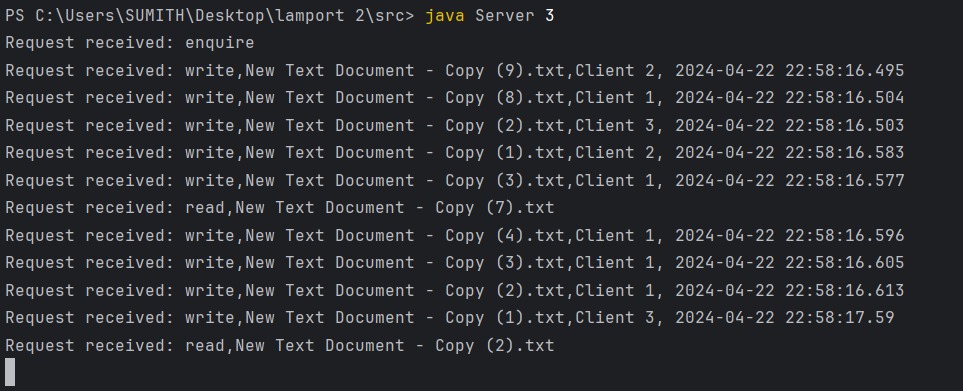 PS C:\Users\SUMITH\Desktop\lamport 2\src> java Server 3
Request received: enquire
Request received: write,New Text Document - Copy (9).txt,Client 2, 2024-04-22 22:58:16.495
Request received: write,New Text Document - Copy (8).txt,Client 1, 2024-04-22 22:58:16.504
Request received: write,New Text Document - Copy (2).txt,Client 3, 2024-04-22 22:58:16.503
Request received: write,New Text Document - Copy (1).txt,Client 2, 2024-04-22 22:58:16.583
Request received: write,New Text Document - Copy (3).txt,Client 1, 2024-04-22 22:58:16.577
Request received: read,New Text Document - Copy (7).txt
Request received: write,New Text Document - Copy (4).txt,Client 1, 2024-04-22 22:58:16.596
Request received: write,New Text Document - Copy (3).txt,Client 1, 2024-04-22 22:58:16.605
Request received: write,New Text Document - Copy (2).txt,Client 1, 2024-04-22 22:58:16.613
Request received: write,New Text Document - Copy (1).txt,Client 3, 2024-04-22 22:58:17.59
Request received: read,New Text Document - Copy (2).txt